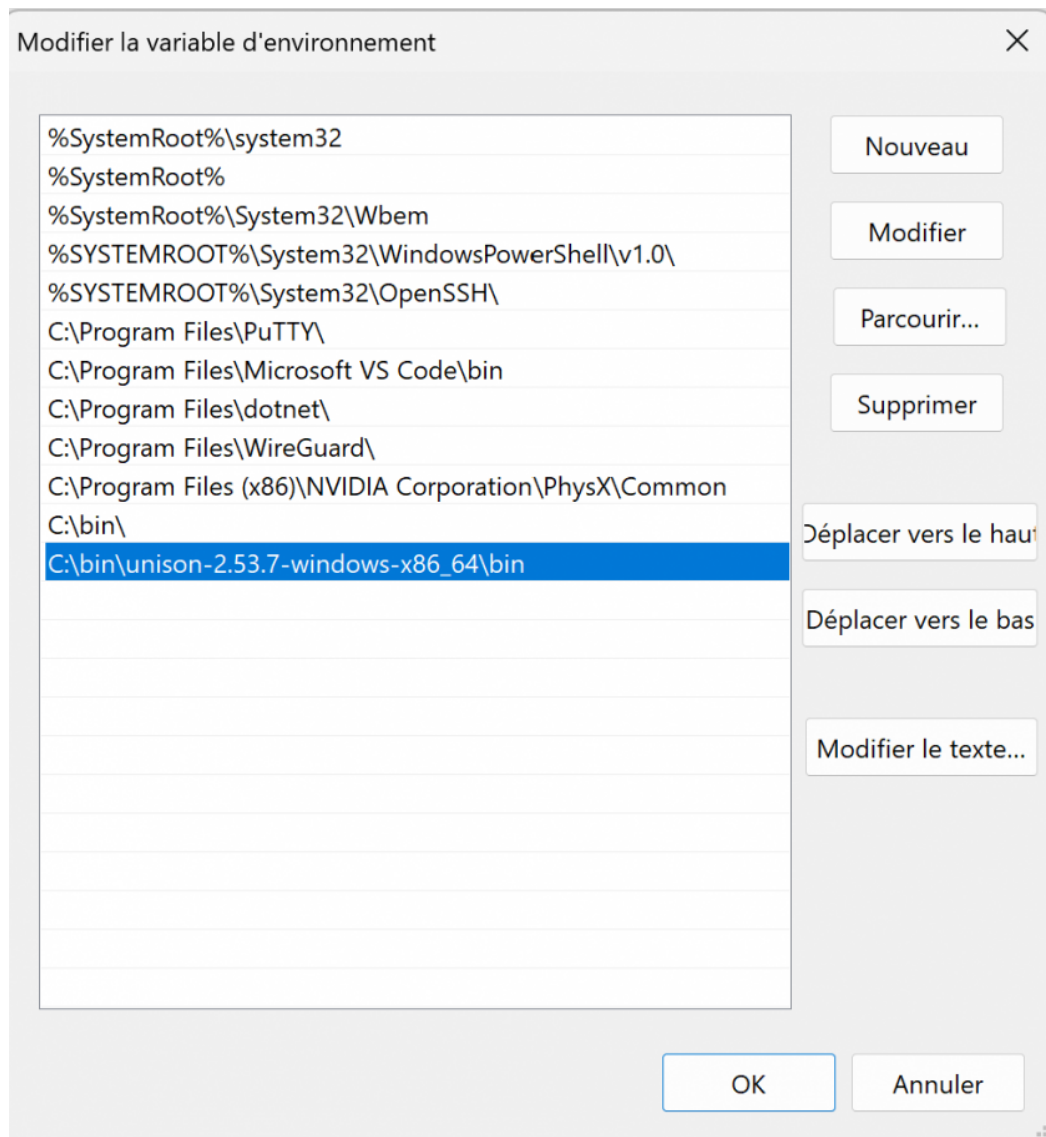 Modifier la variable d'environnement
%SystemRoot%\system32
%SystemRoot%
%SystemRoot%\System32\Wbem
%SYSTEMROOT%\System32\WindowsPowerShell\v1.0\
%SYSTEMROOT%\System32\OpenSSH\
C:\Program Files\PuTTY\
C:\Program Files\Microsoft VS Code\bin
C:\Program Files\dotnet\
C:\Program Files\WireGuard\
C:\Program Files (x86)\NVIDIA Corporation\PhysX\Common
C:\bin\
C:\bin\unison-2.53.7-windows-x86_64\bin
Nouveau
Modifier
Parcourir...
Supprimer
Déplacer vers le haut
Déplacer vers le bas
Modifier le texte...
OK
Annuler